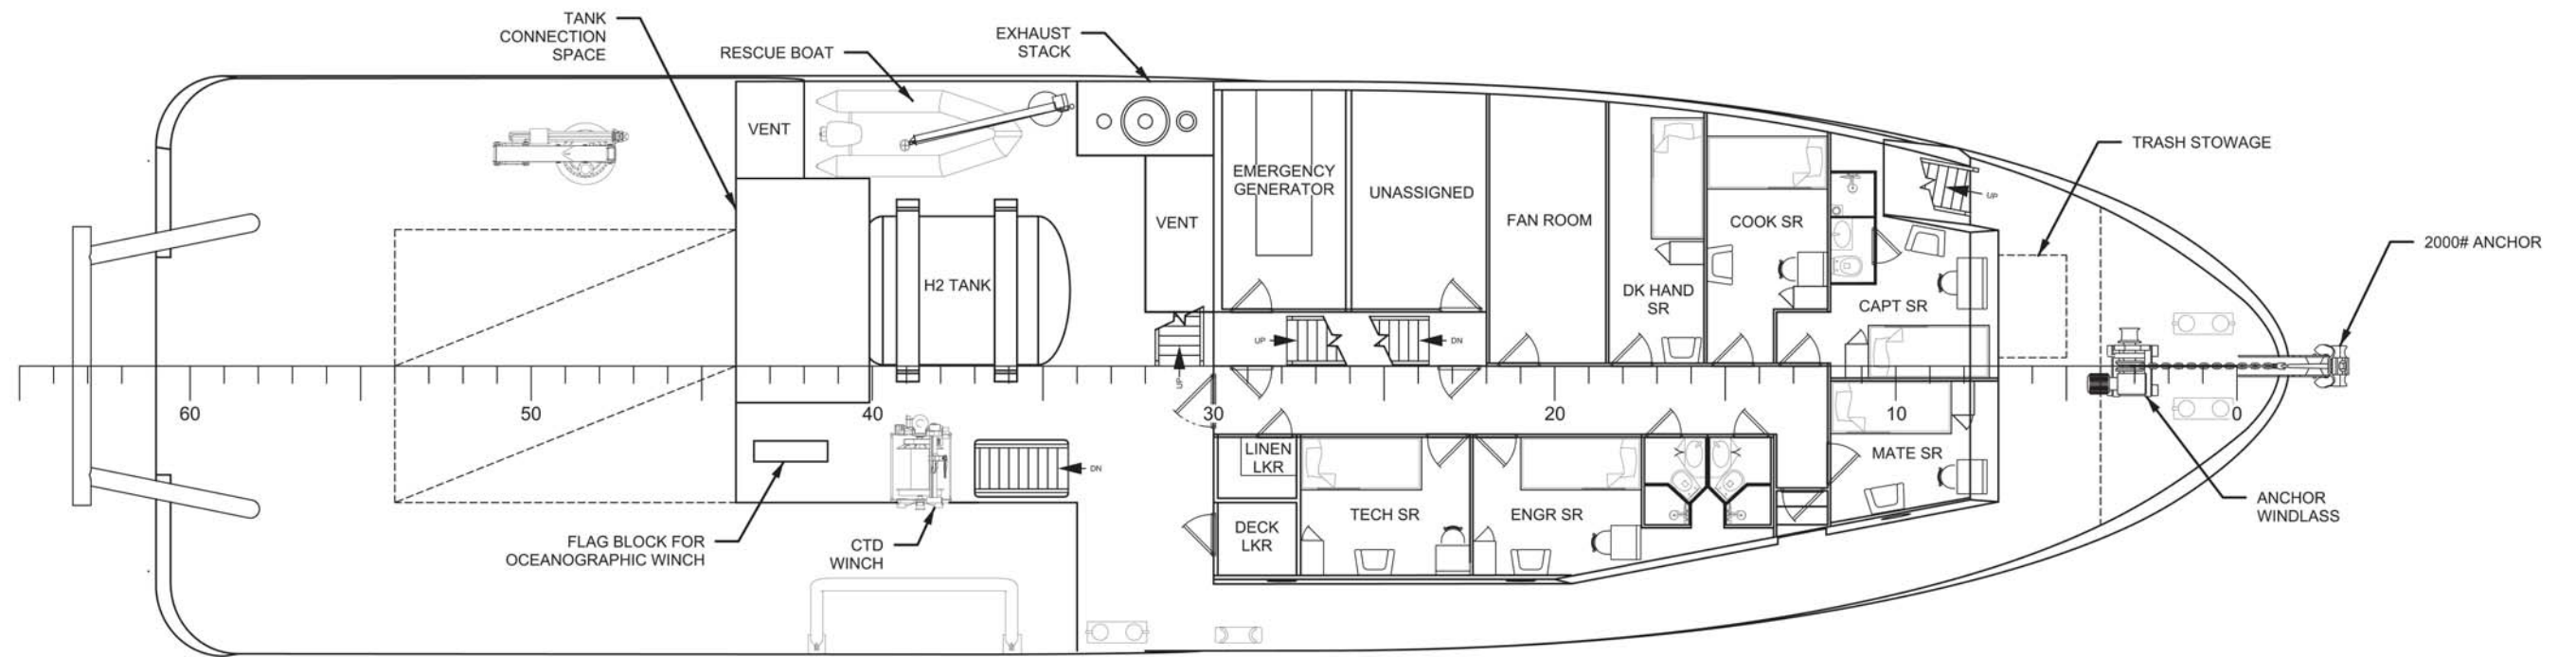 TANK
CONNECTION
SPACE
RESCUE BOAT
EXHAUST
STACK
TRASH STOWAGE
2000# ANCHOR
VENT
EMERGENCY
GENERATOR
UNASSIGNED
FAN ROOM
COOK SR
UP
VENT
H2 TANK
DK HAND
SR
CAPT SR
UP
DN
UP
60
50
40
30
20
10
0
LINEN
LKR
MATE SR
DN
DECK
LKR
TECH SR
ENGR SR
ANCHOR
WINDLASS
FLAG BLOCK FOR
OCEANOGRAPHIC WINCH
CTD
WINCH